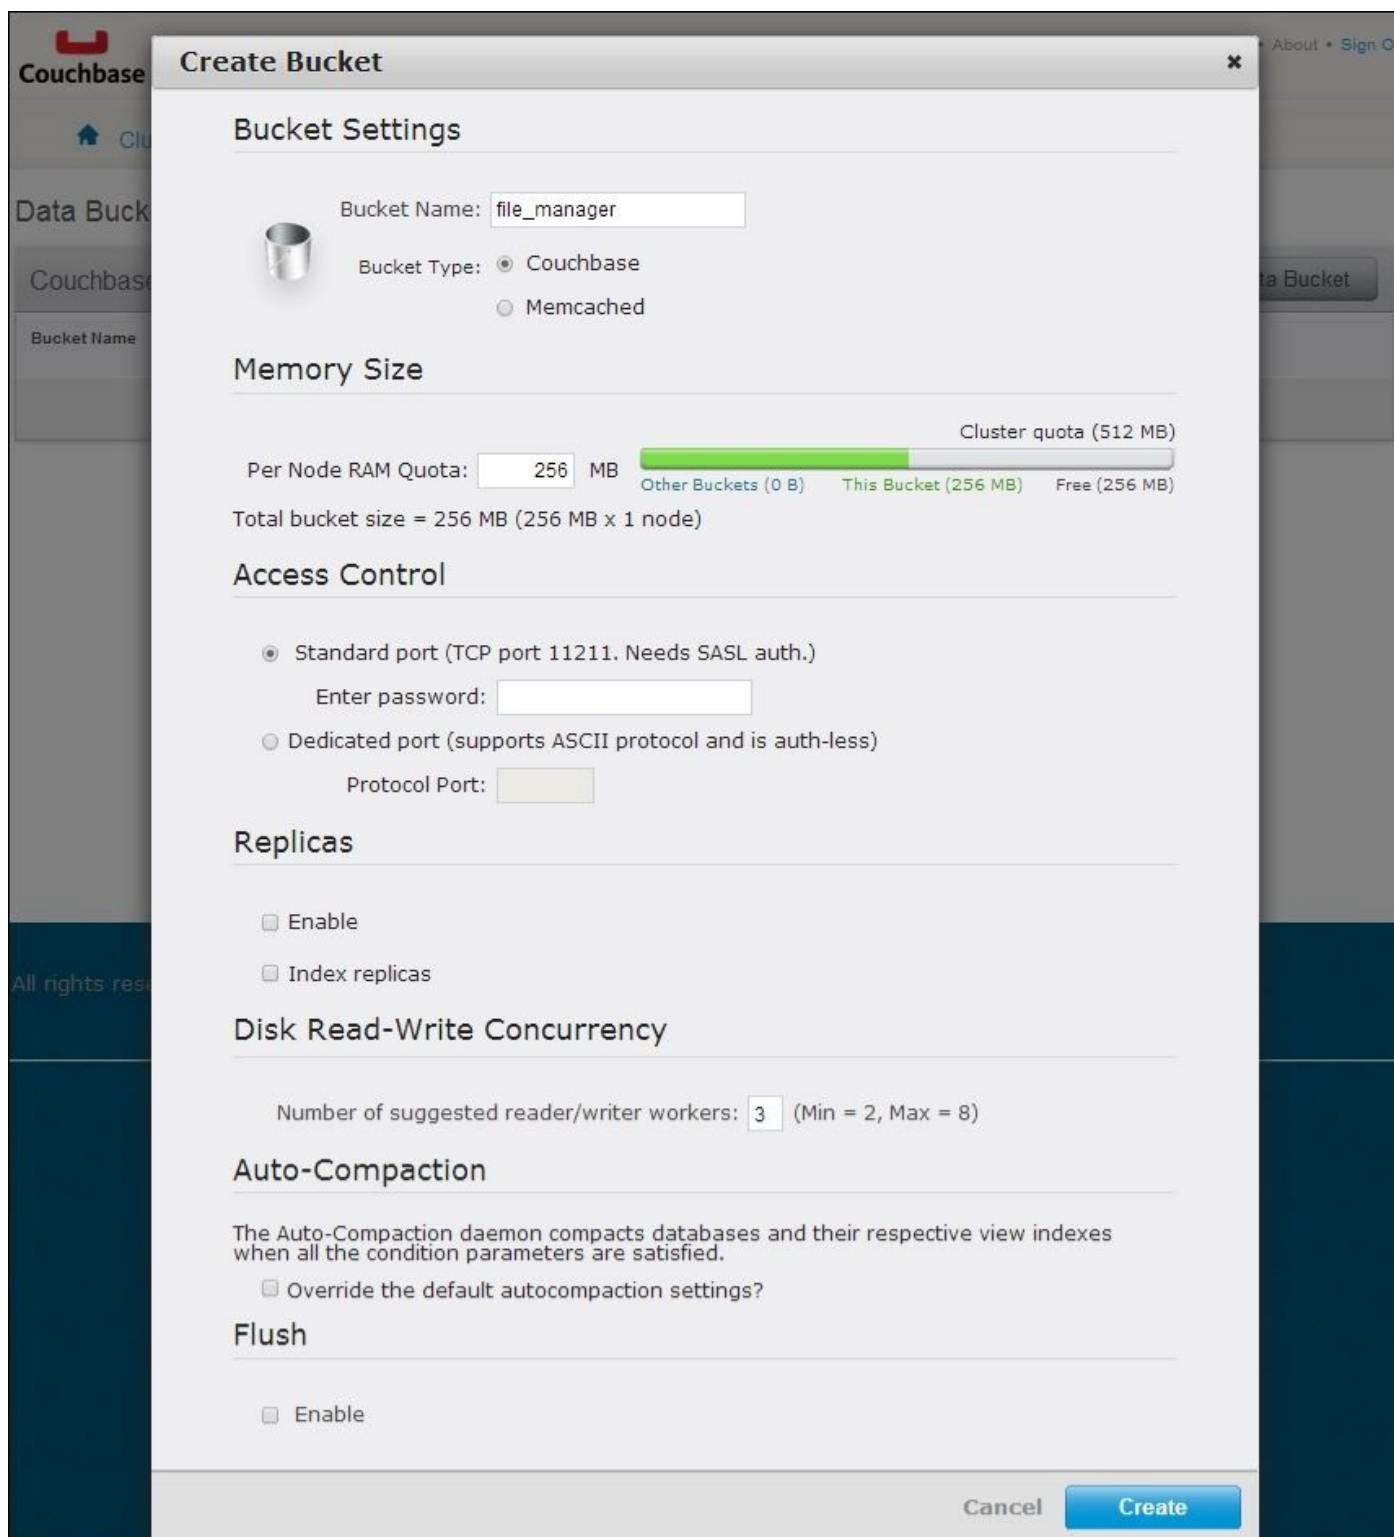 Couchbase
Create Bucket
About • Sign O
Clu
Bucket Settings
Data Buck
Bucket Name: file_manager
Bucket Type: Couchbase
Couchbase
ta Bucket
Memcached
Bucket Name
Memory Size
Cluster quota (512 MB)
Per Node RAM Quota: 256 MB
Other Buckets (0 B) This Bucket (256 MB) Free (256 MB)
Total bucket size = 256 MB (256 MB x 1 node)
Access Control
Standard port (TCP port 11211. Needs SASL auth.)
Enter password:
Dedicated port (supports ASCII protocol and is auth-less)
Protocol Port:
Replicas
Enable
Index replicas
All rights rese
Disk Read-Write Concurrency
Number of suggested reader/writer workers: 3 (Min = 2, Max = 8)
Auto-Compaction
The Auto-Compaction daemon compacts databases and their respective view indexes
when all the condition parameters are satisfied.
Override the default autocompaction settings?
Flush
Enable
Cancel Create